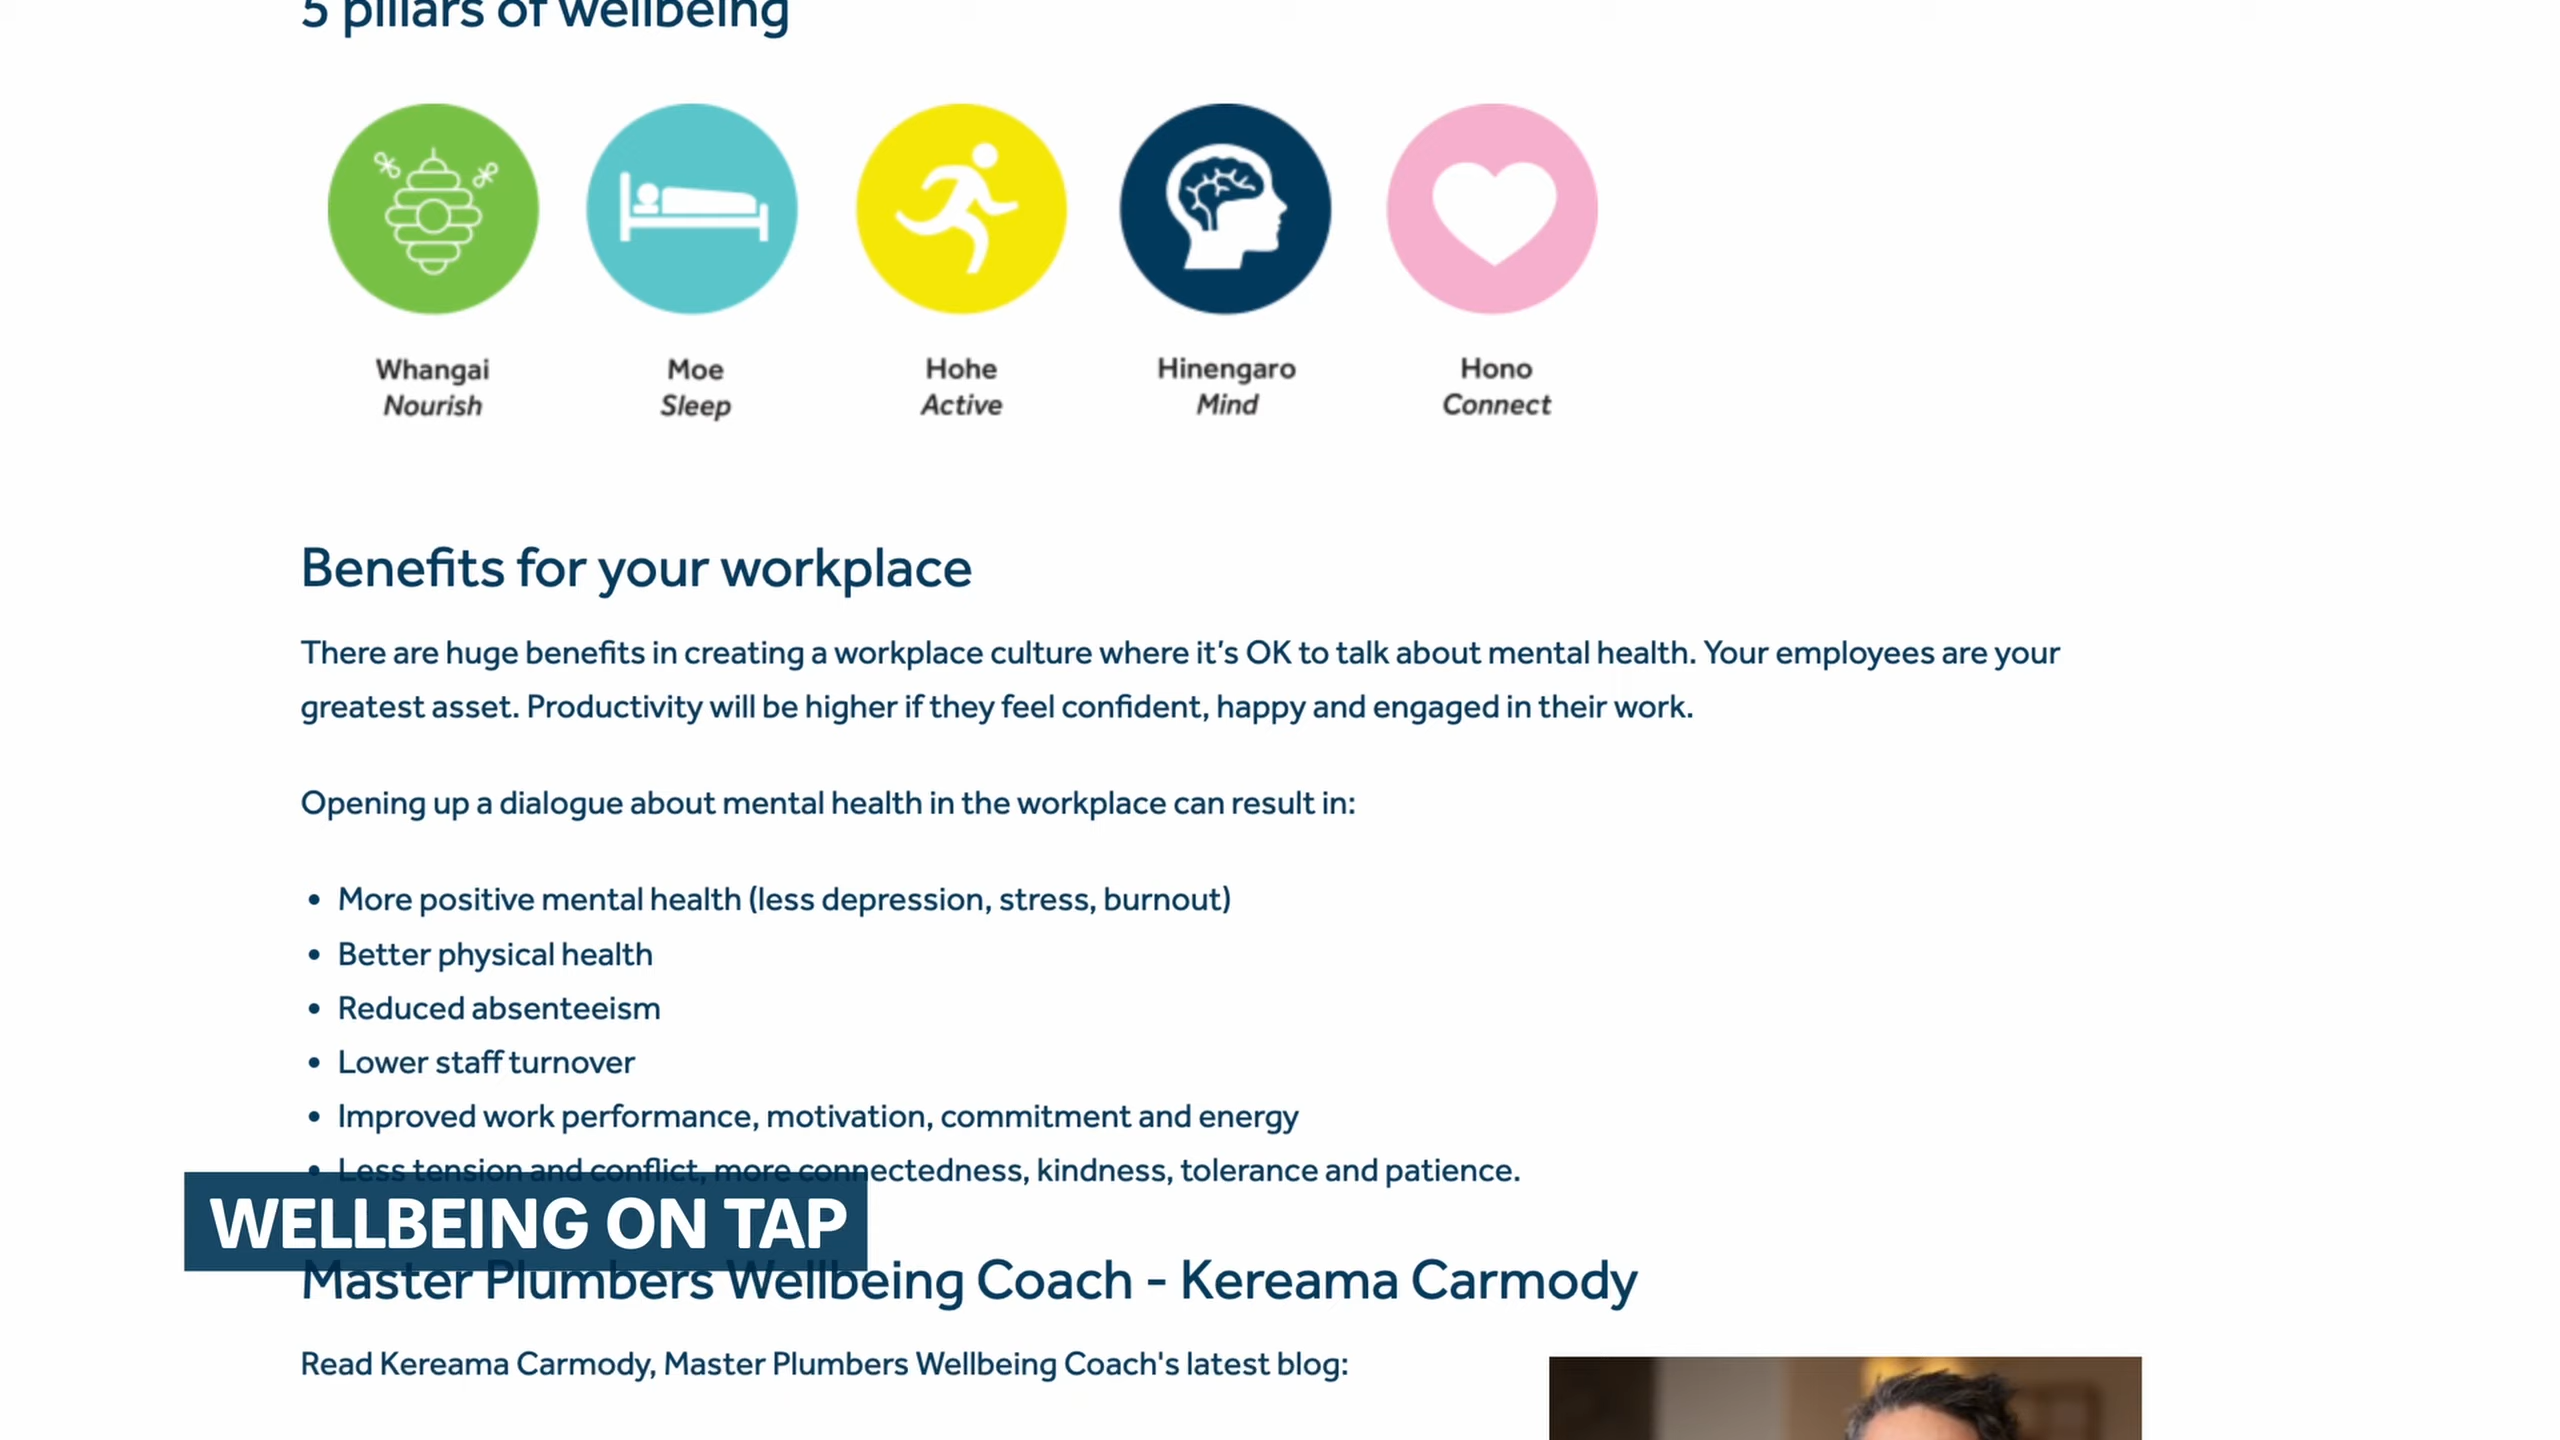 5 pillars of wellbeing
Whangai
Nourish
Moe
Sleep
Hohe
Active
Hinengaro
Mind
Hono
Connect
Benefits for your workplace
There are huge benefits in creating a workplace culture where it's OK to talk about mental health. Your employees are your
greatest asset. Productivity will be higher if they feel confident, happy and engaged in their work.
Opening up a dialogue about mental health in the workplace can result in:
• More positive mental health (less depression, stress, burnout)
• Better physical health
• Reduced absenteeism
• Lower staff turnover
• Improved work performance, motivation, commitment and energy
• Less tension and conflict, more connectedness, kindness, tolerance and patience.
WELLBEING ON TAP
Master Plumbers Wellbeing Coach - Kereama Carmody
Read Kereama Carmody, Master Plumbers Wellbeing Coach's latest blog: